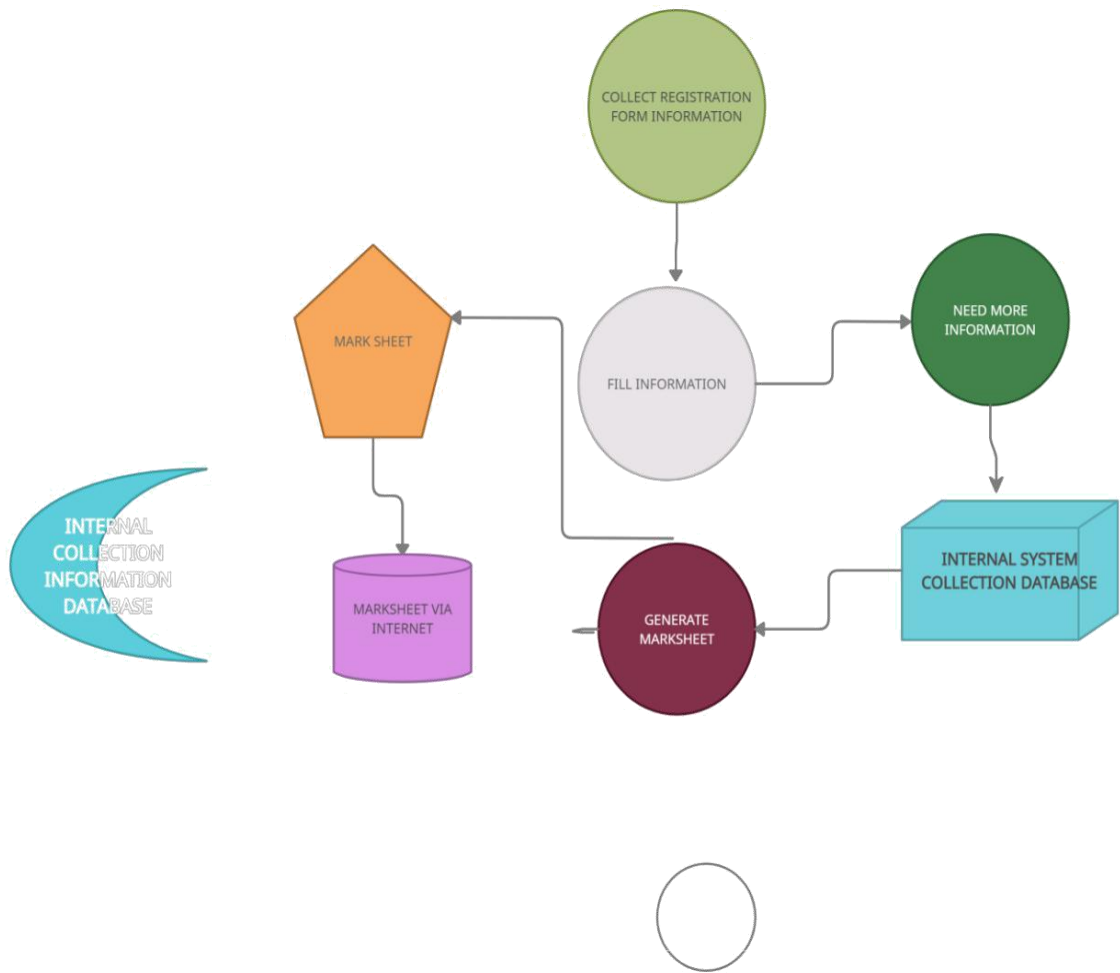 COLLECT REGISTRATION
FORM INFORMATION
NEED MORE
INFORMATION
MARK SHEET
FILL INFORMATION
INTERNAL
COLLECTION
INFORMATION
DATABASE
MARKSHEET VIA
INTERNET
GENERATE
MARKSHEET
INTERNAL SYSTEM
COLLECTION DATABASE